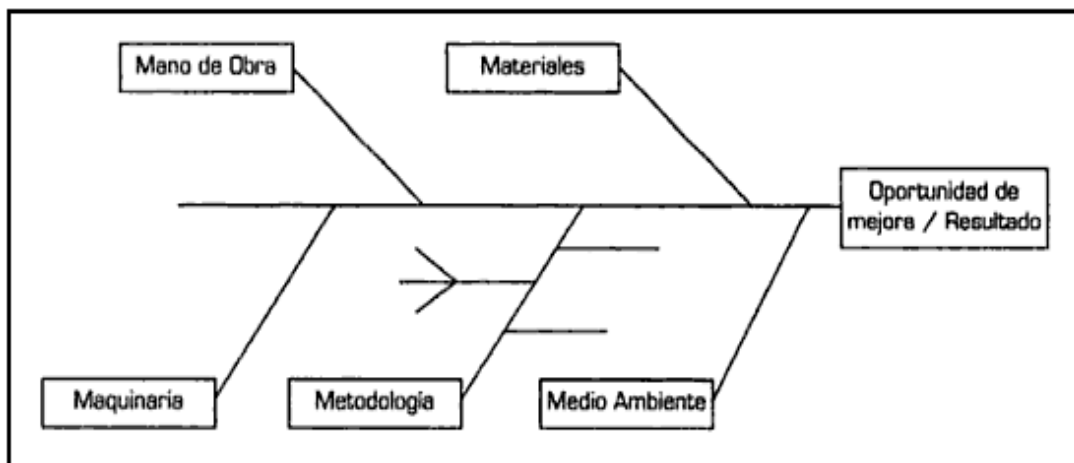 Mano de Obra
Materiales
Oportunidad de
mejora / Resultado
Maquinaria
Metodología
Medio Ambiente